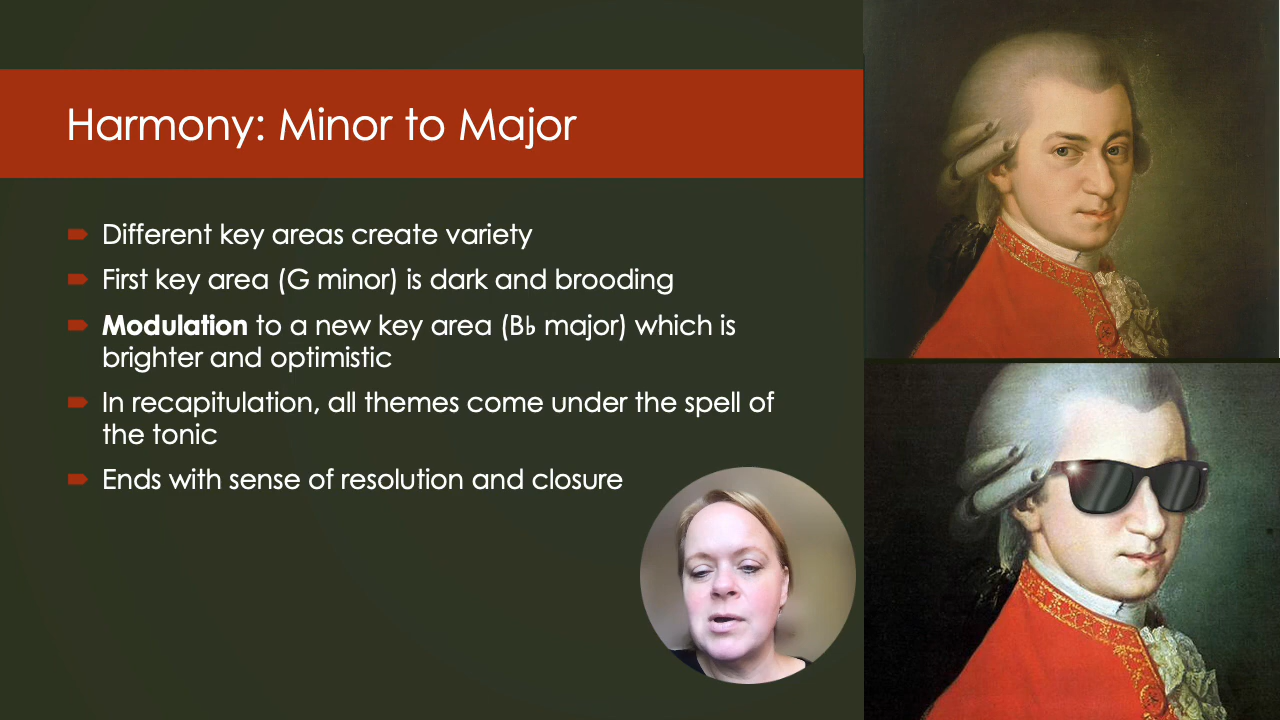 Harmony: Minor to Major
Different key areas create variety
First key area (G minor) is dark and brooding
Modulation to a new key area (B♭ major) which is
brighter and optimistic
In recapitulation, all themes come under the spell of
the tonic
Ends with sense of resolution and closure